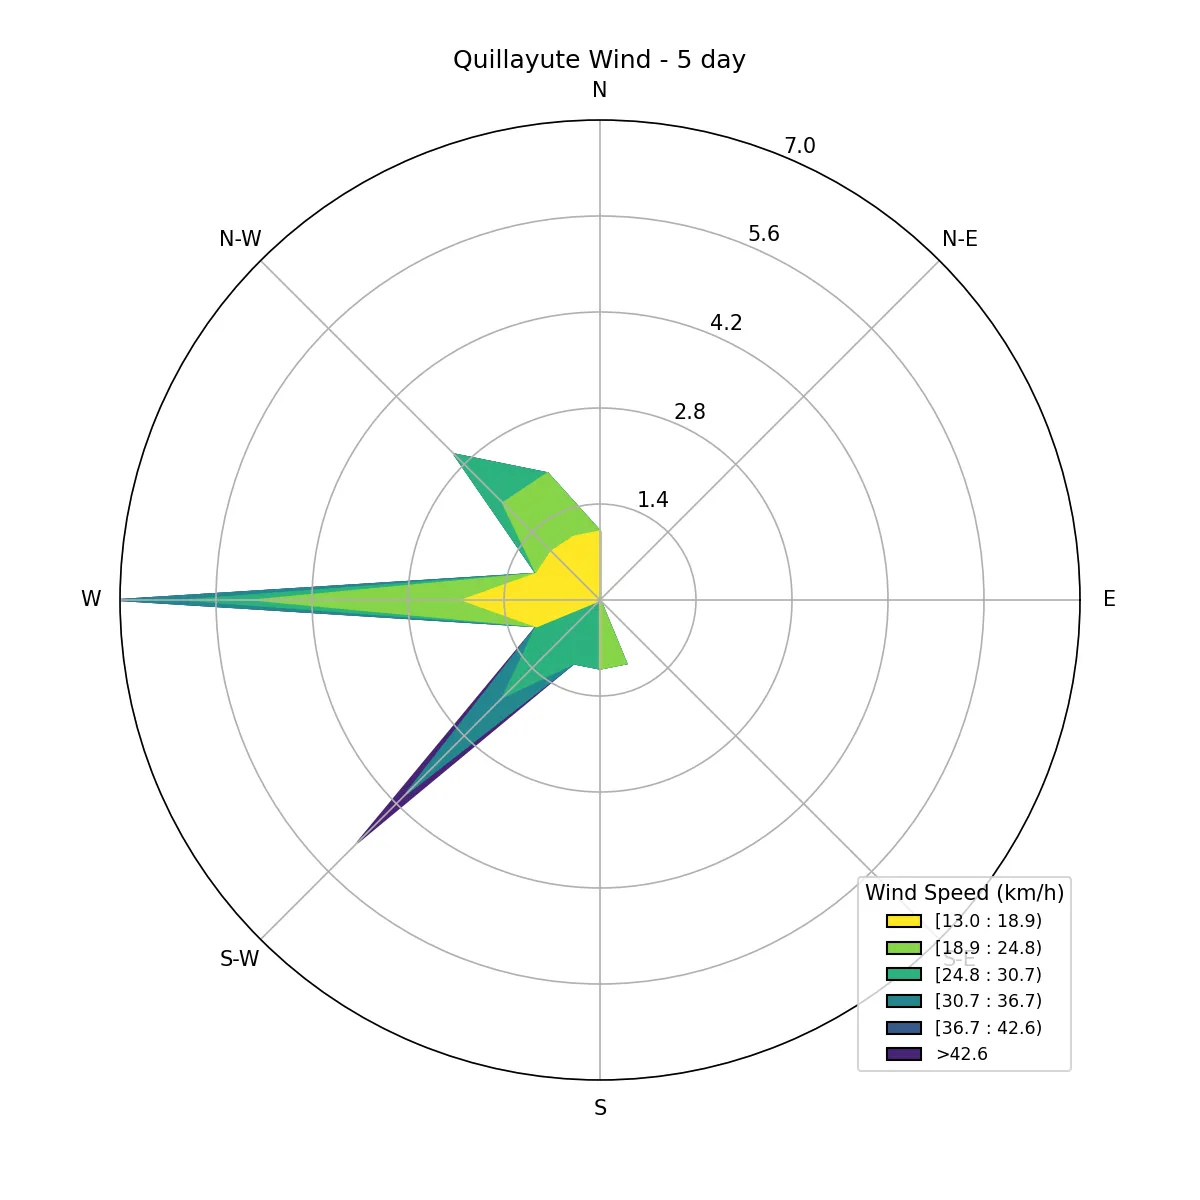 Quillayute Wind - 5 day
N
7.0
N-W
5.6
N-E
4.2
2.8
1.4
W
E
S-W
S-E
S
Wind Speed (km/h)
[13.0 : 18.9)
[18.9 : 24.8)
[24.8 : 30.7)
[30.7 : 36.7)
[36.7 : 42.6)
>42.6